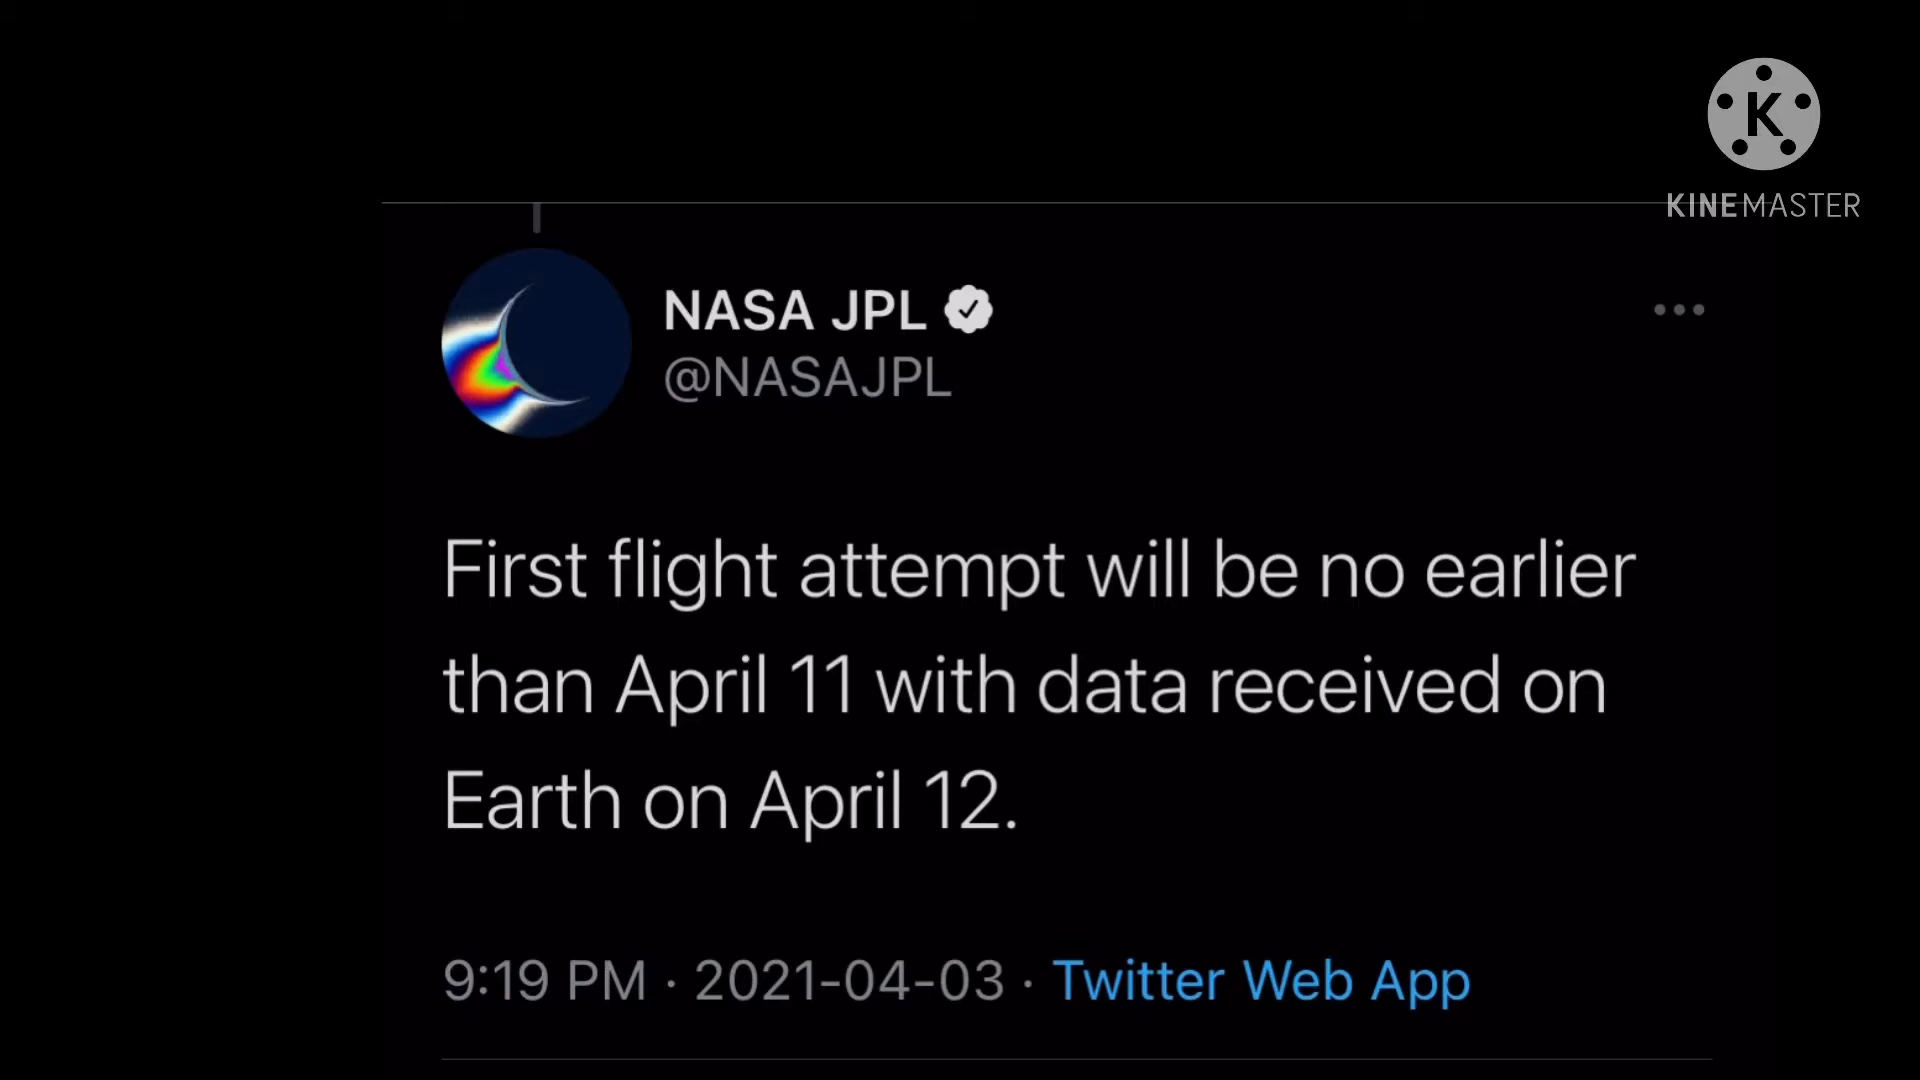 K
KINEMASTER
NASA JPL
@NASAJPL
First flight attempt will be no earlier
than April 11 with data received on
Earth on April 12.
9:19 PM · 2021-04-03 · Twitter Web App